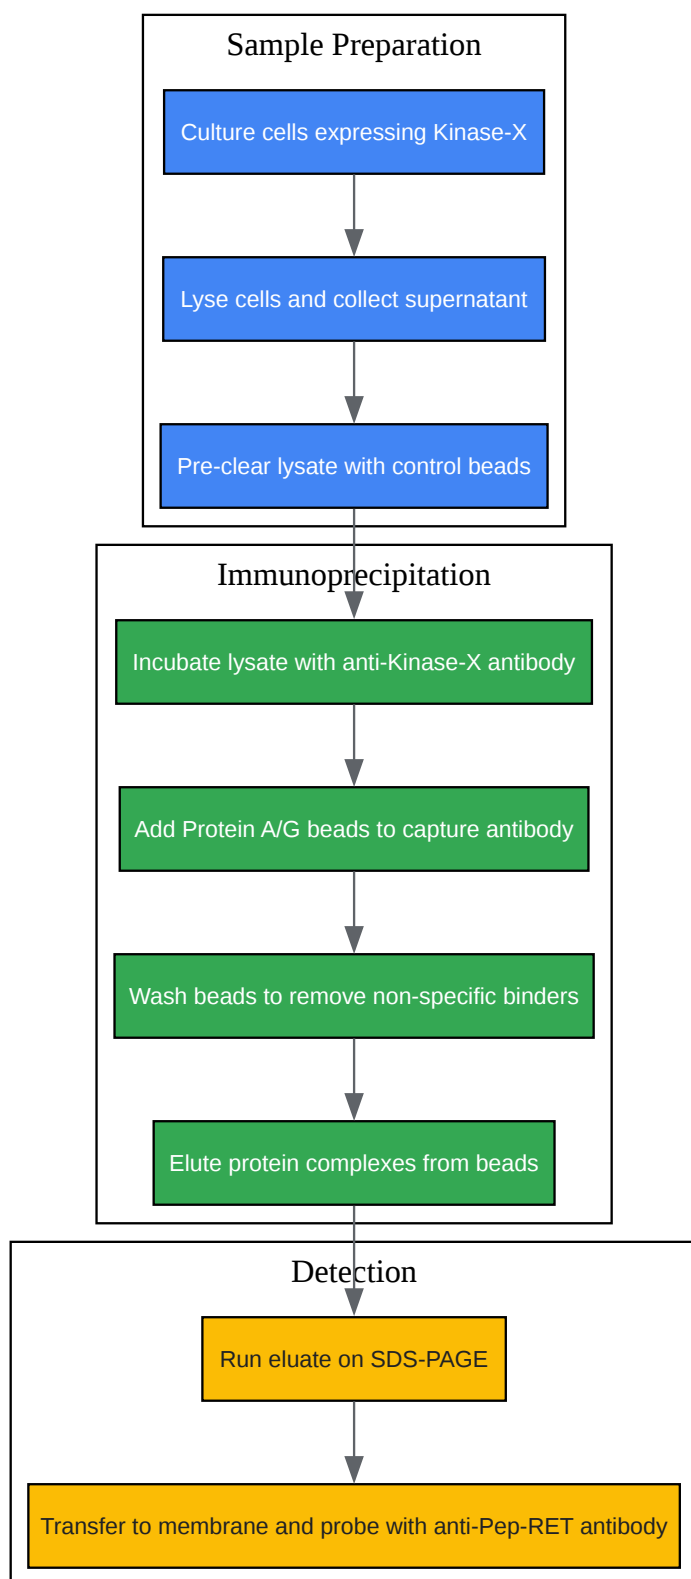 Sample Preparation
Culture cells expressing Kinase-X
Lyse cells and collect supernatant
Pre-clear lysate with control beads
Immunoprecipitation
Incubate lysate with anti-Kinase-X antibody
Add Protein A/G beads to capture antibody
Wash beads to remove non-specific binders
Elute protein complexes from beads
Detection
Run eluate on SDS-PAGE
Transfer to membrane and probe with anti-Pep-RET antibody